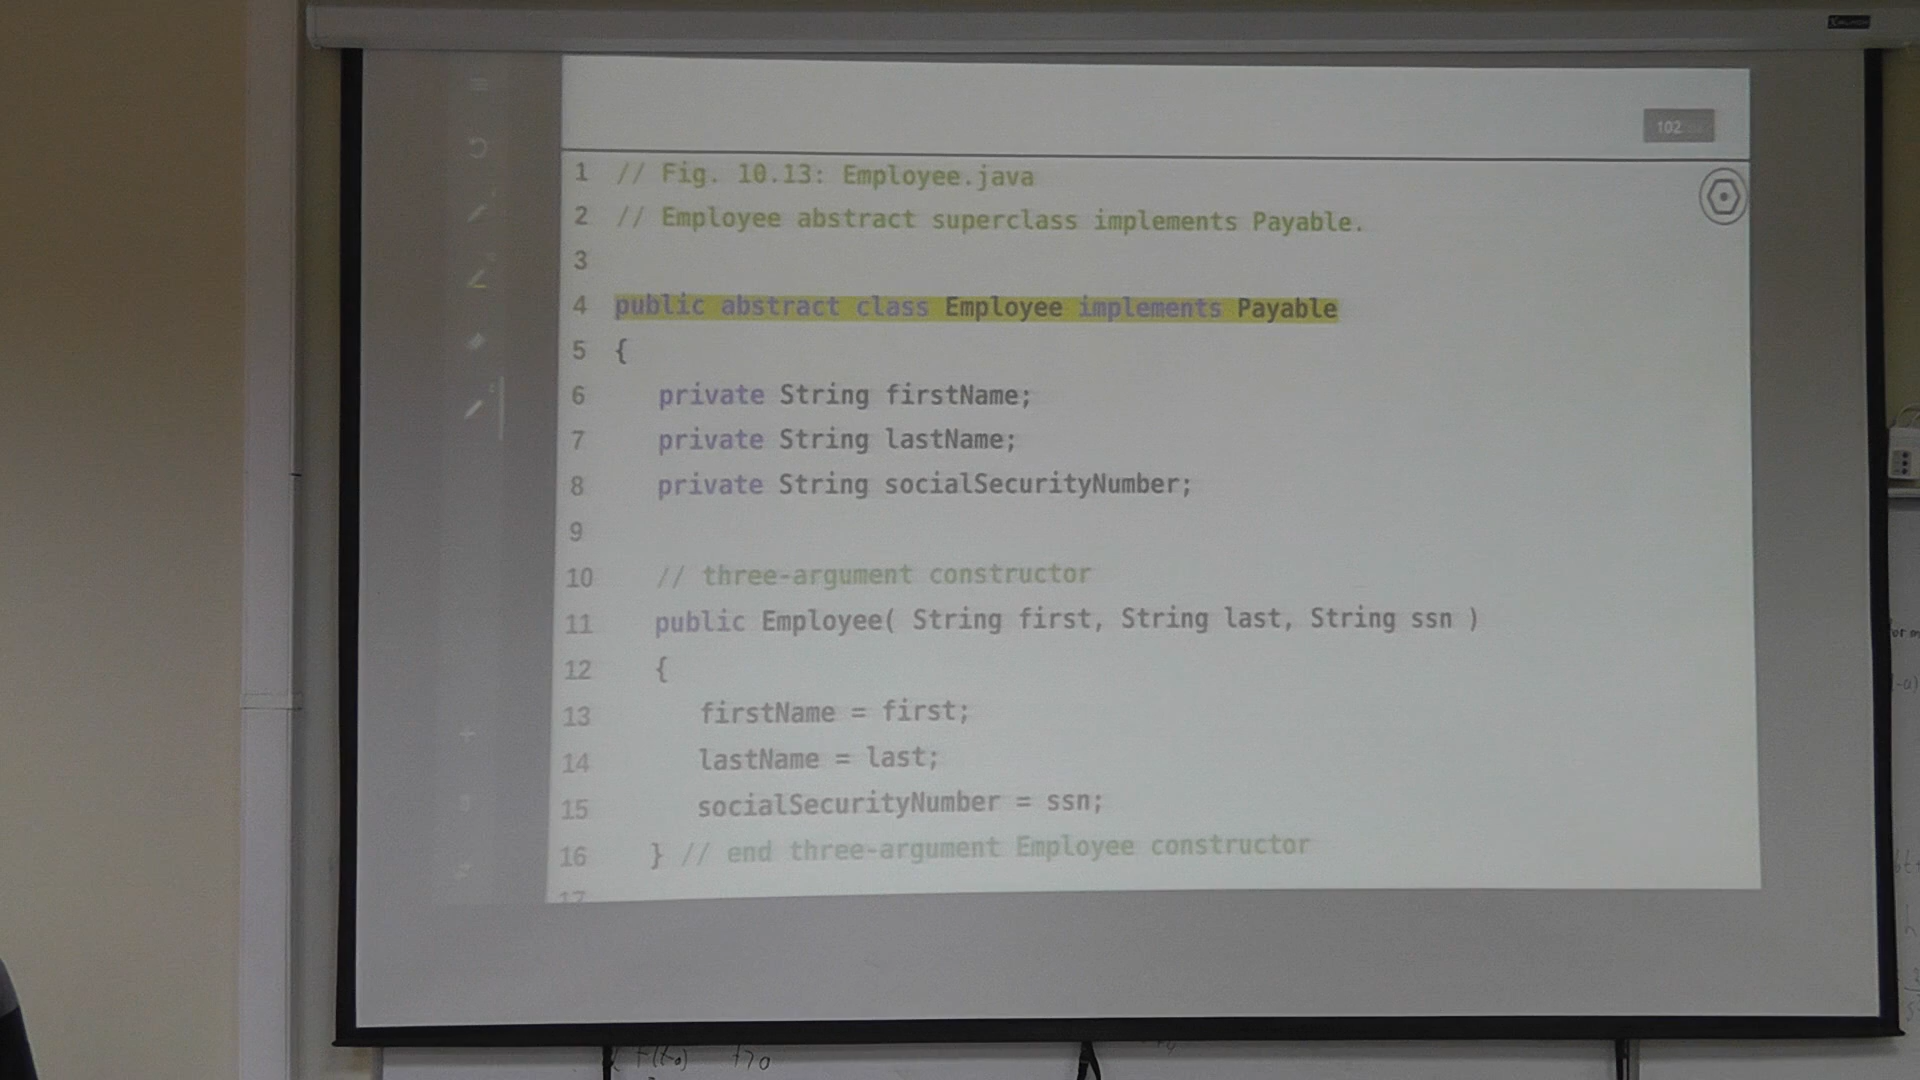 102
1 // Fig. 10.13: Employee.java
2 // Employee abstract superclass implements Payable.
3
4 public abstract class Employee implements Payable
5 {
6 private String firstName;
7 private String lastName;
8 private String socialSecurityNumber;
9
10 // three-argument constructor
11 public Employee( String first, String last, String ssn )
12 {
13 firstName = first;
14 lastName = last;
15 socialSecurityNumber = ssn;
16 } // end three-argument Employee constructor
17